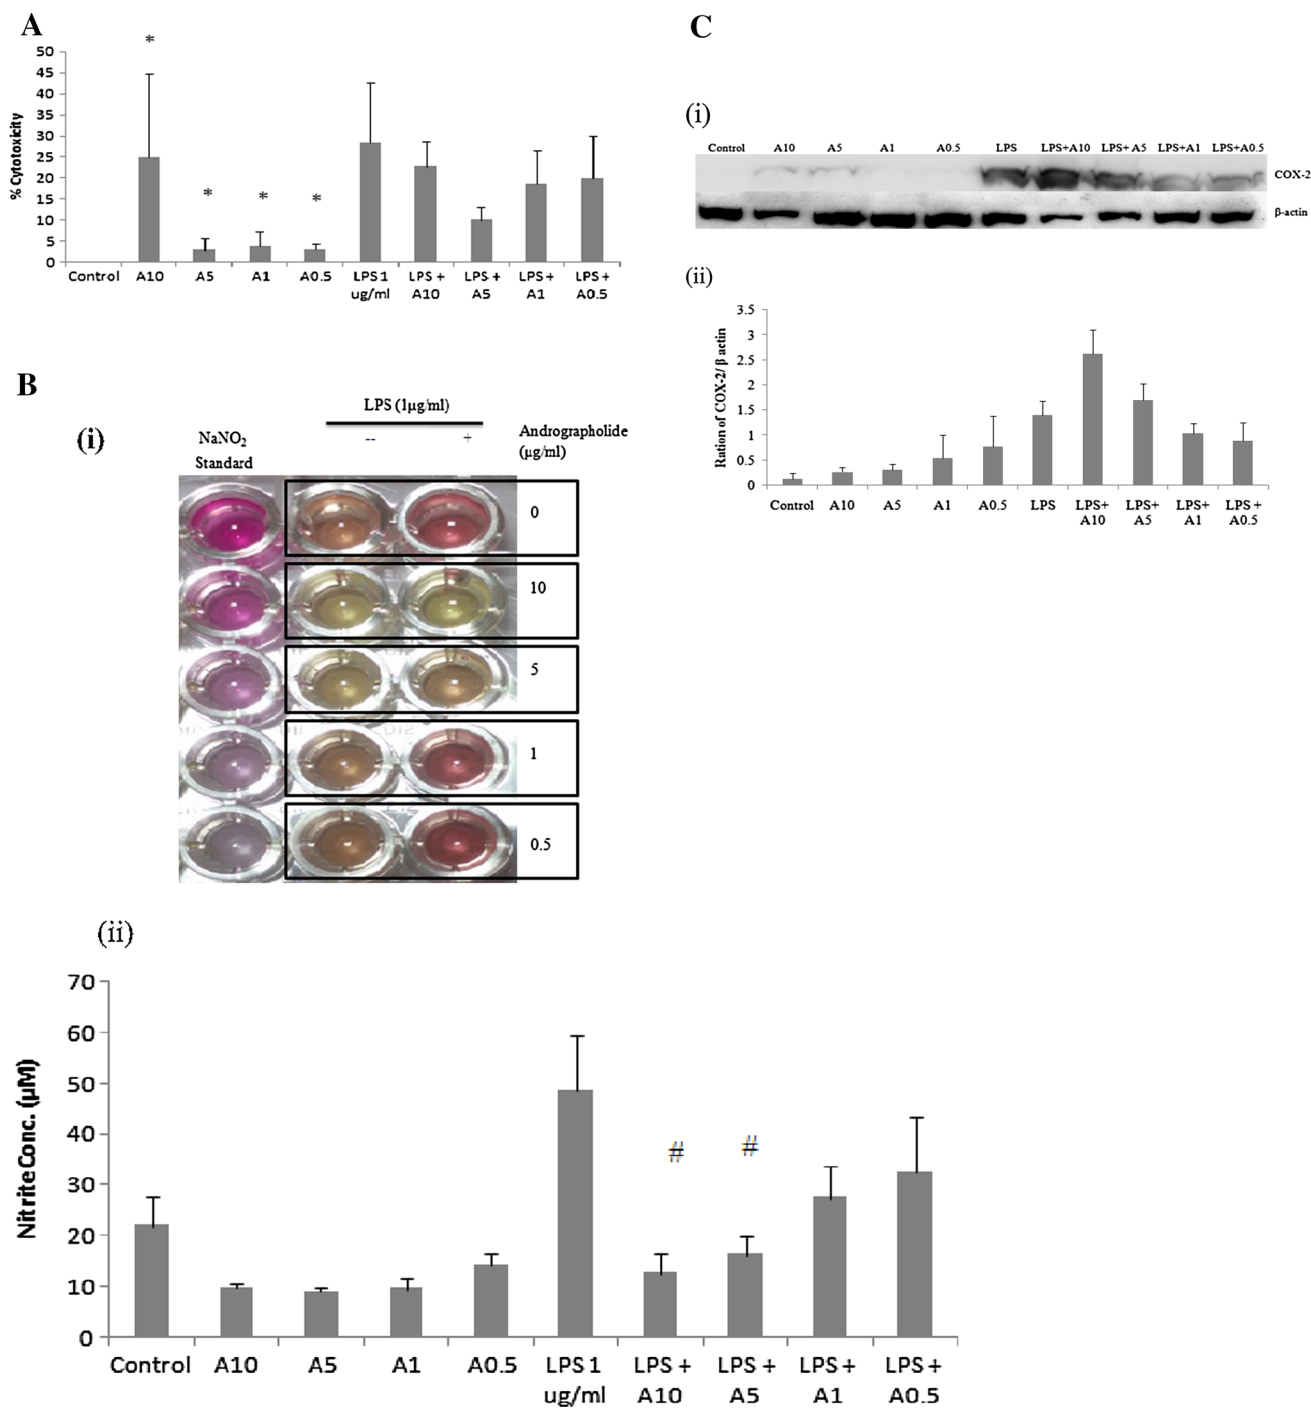 A
*
50
45
40
35
30
25
20
15
10
5
0
% Cytotoxicity
* * *
Control A10 A5 A1 A0.5 LPS 1 ug/ml LPS + A10 LPS + A5 LPS + A1 LPS + A0.5
B
(i)
LPS (1µg/ml)
NaNO2 Standard
-- +
Andrographolide (µg/ml)
0
10
5
1
0.5
(ii)
70
60
50
40
30
20
10
0
Nitrite Conc. (µM)
# #
Control A10 A5 A1 A0.5 LPS 1 ug/ml LPS + A10 LPS + A5 LPS + A1 LPS + A0.5
C
(i)
Control A10 A5 A1 A0.5 LPS LPS+A10 LPS+ A5 LPS+A1 LPS+A0.5
COX-2
β-actin
(ii)
3.5
3
2.5
2
1.5
1
0.5
0
Ration of COX-2/ β actin
Control A10 A5 A1 A0.5 LPS LPS+ A10 LPS+ A5 LPS+ A1 LPS + A0.5